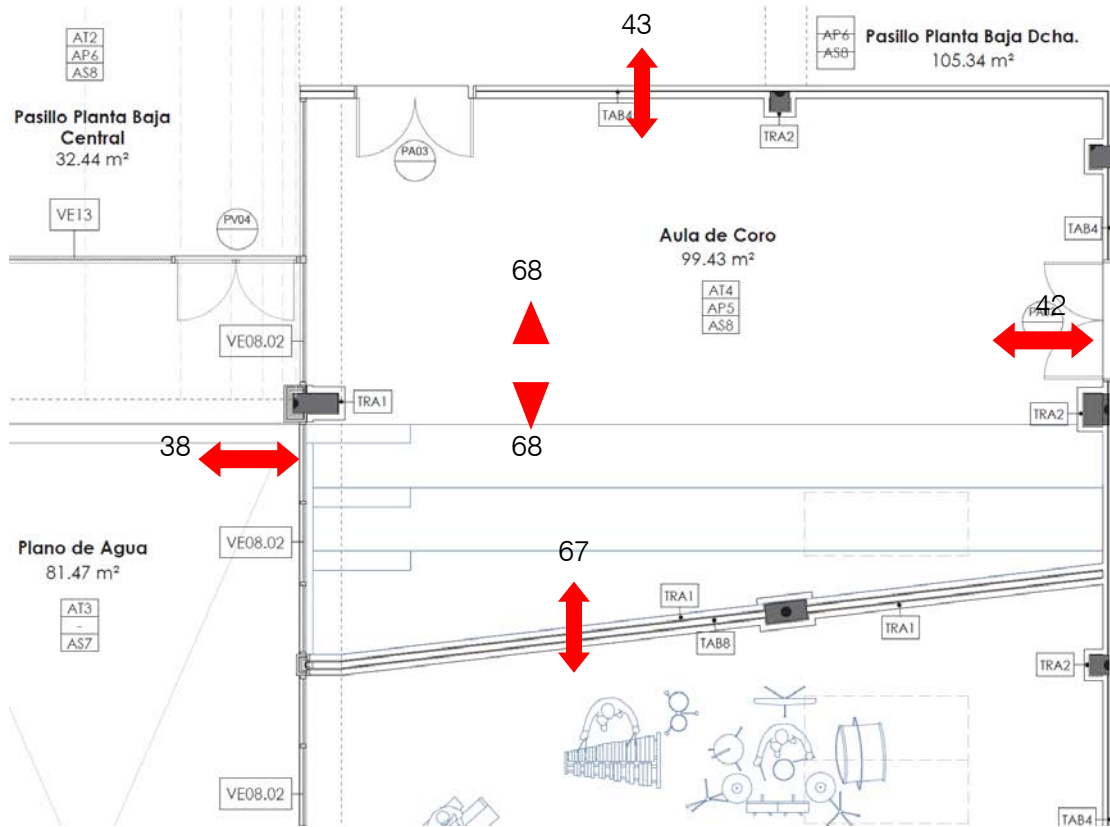 43
AT2
AP6
AS8
AP6
AS8
Pasillo Planta Baja Dcha.
105.34 m²
Pasillo Planta Baja
Central
32.44 m²
TAB4
TRA2
PA03
VE13
PV04
TAB4
Aula de Coro
99.43 m²
68
AT4
AP5
AS8
42
VE08.02
TRA1
TRA2
38
68
VE08.02
Plano de Agua
81.47 m²
67
AT3
-
AS7
TRA1
TAB8
TRA1
TRA2
VE08.02
TAB4